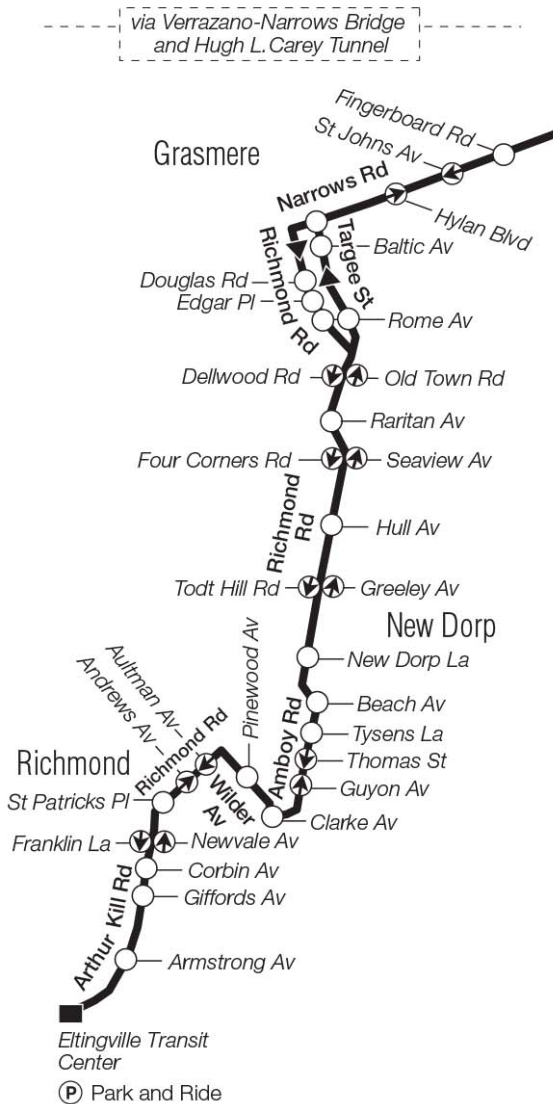 via Verrazano-Narrows Bridge
and Hugh L. Carey Tunnel
Fingerboard Rd
St Johns Av
Grasmere
Narrows Rd
Hylan Blvd
Targee St
Baltic Av
Richmond Rd
Douglas Rd
Edgar Pl
Rome Av
Dellwood Rd
Old Town Rd
Raritan Av
Four Corners Rd
Seaview Av
Richmond
Rd
Hull Av
Todt Hill Rd
Greeley Av
New Dorp
New Dorp La
Pinewood Av
Aultman Av
Andrews Av
Beach Av
Amboy Rd
Tysens La
Richmond Rd
Richmond
Thomas St
Wilder
Av
Guyon Av
St Patricks Pl
Clarke Av
Franklin La
Newvale Av
Corbin Av
Arthur Kill Rd
Giffords Av
Armstrong Av
Eltingville Transit
Center
P Park and Ride